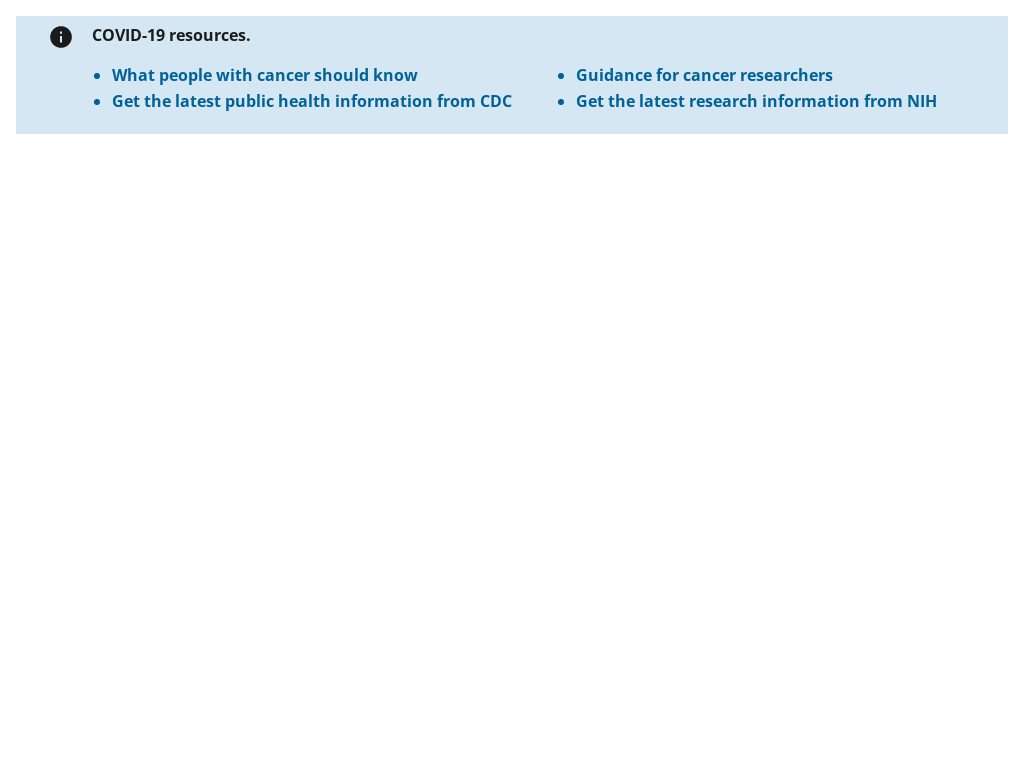 COVID-19 resources.
What people with cancer should know
Get the latest public health information from CDC
Guidance for cancer researchers
Get the latest research information from NIH